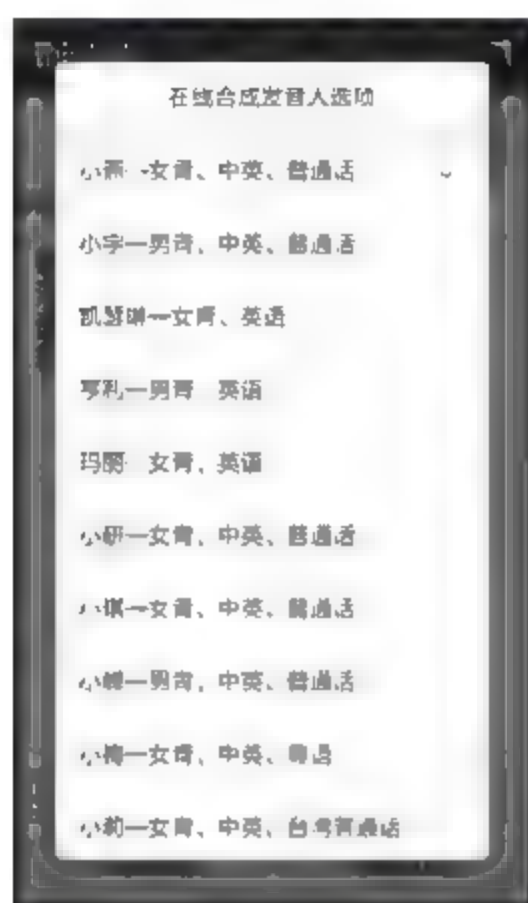 在线合成发音人选项
小燕—女青、中英、普通话
小宇—男青、中英、普通话
凯瑟琳—女青、英语
亨利—男青、英语
玛丽—女青、英语
小研—女青、中英、普通话
小琪—女青、中英、普通话
小峰—男青、中英、普通话
小梅—女青、中英、粤语
小莉—女青、中英、台湾普通话